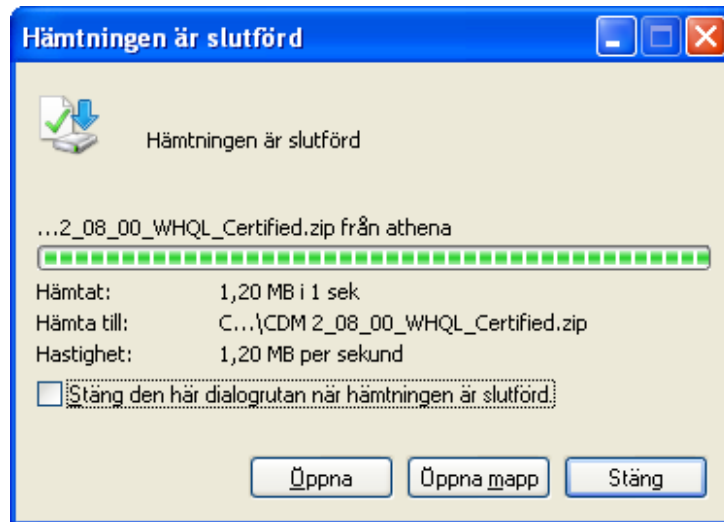 Hämtningen är slutförd
Hämtningen är slutförd
...2_08_00_WHQL_Certified.zip från athena
Hämtat: 1,20 MB i 1 sek
Hämta till: C...\CDM 2_08_00_WHQL_Certified.zip
Hastighet: 1,20 MB per sekund
Stäng den här dialogrutan när hämtningen är slutförd.
Öppna Öppna mapp Stäng